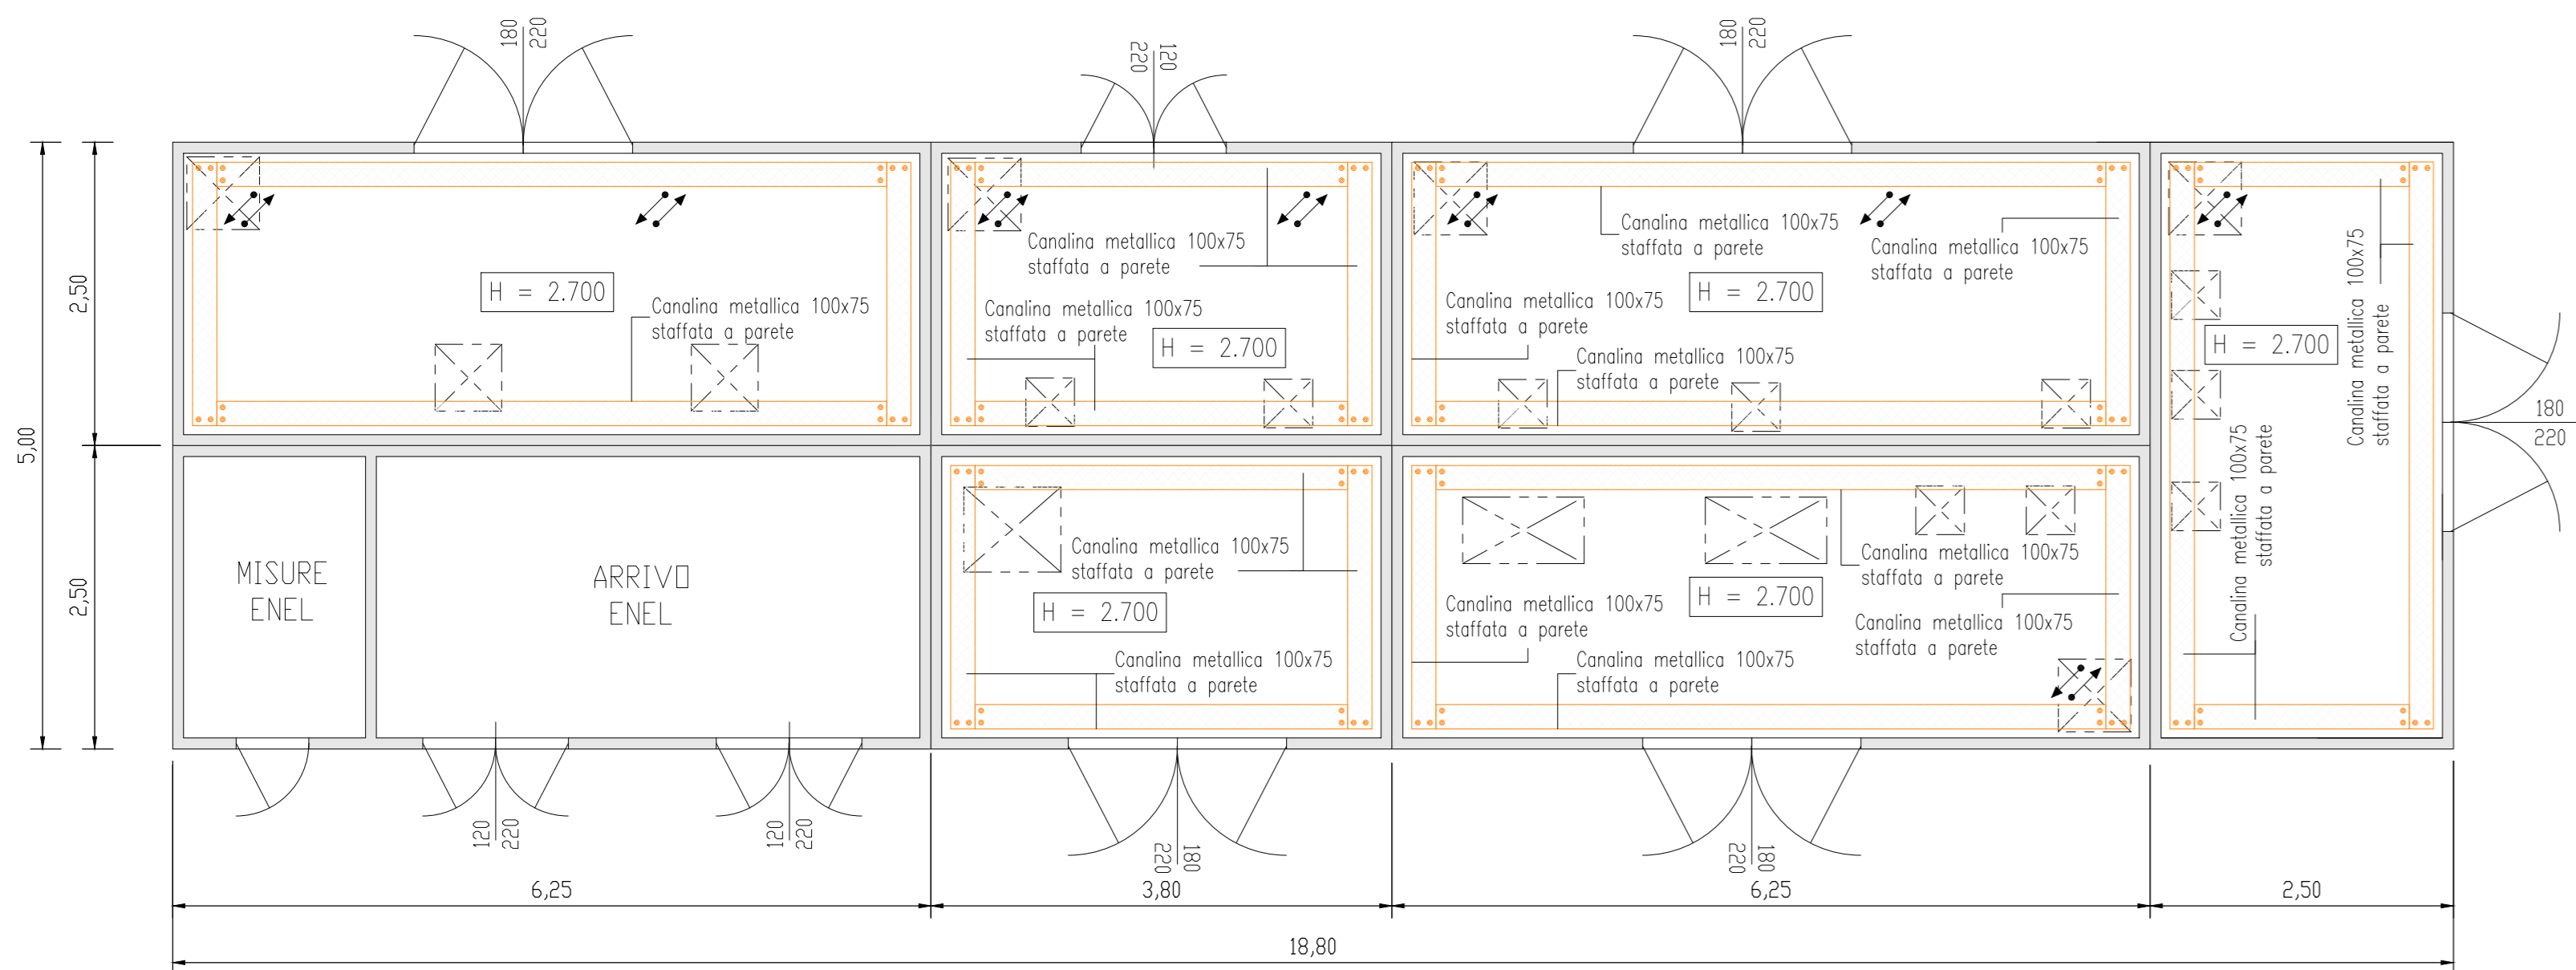 180
220
120
220
180
220
Canalina metallica 100x75
staffata a parete
H = 2.700
Canalina metallica 100x75
staffata a parete
Canalina metallica 100x75
staffata a parete
H = 2.700
Canalina metallica 100x75
staffata a parete
Canalina metallica 100x75
staffata a parete
H = 2.700
Canalina metallica 100x75
staffata a parete
Canalina metallica 100x75
staffata a parete
Canalina metallica 100x75
staffata a parete
H = 2.700
Canalina metallica 100x75
staffata a parete
180
220
5,00
2,50
2,50
MISURE
ENEL
ARRIVO
ENEL
Canalina metallica 100x75
staffata a parete
H = 2.700
Canalina metallica 100x75
staffata a parete
Canalina metallica 100x75
staffata a parete
H = 2.700
Canalina metallica 100x75
staffata a parete
Canalina metallica 100x75
staffata a parete
Canalina metallica 100x75
staffata a parete
120
220
120
220
180
220
180
220
6,25
3,80
6,25
2,50
18,80